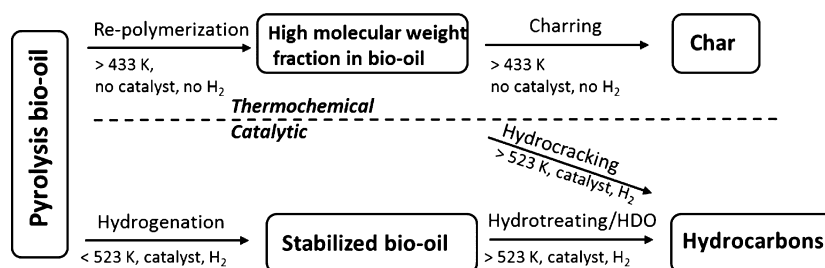 Pyrolysis bio-oil
Re-polymerization
> 433 K,
no catalyst, no H₂
High molecular weight
fraction in bio-oil
Charring
> 433 K
no catalyst, no H₂
Char
Thermochemical
Catalytic
Hydrocracking
> 523 K, catalyst, H₂
Hydrogenation
< 523 K, catalyst, H₂
Stabilized bio-oil
Hydrotreating/HDO
> 523 K, catalyst, H₂
Hydrocarbons